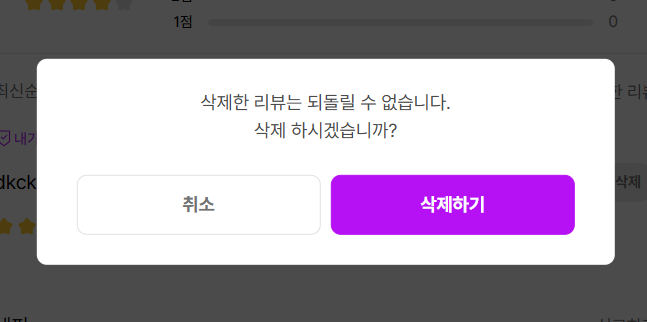 1점
0
최신순
내가
dkck
삭제
삭제한 리뷰는 되돌릴 수 없습니다.
삭제 하시겠습니까?
취소
삭제하기